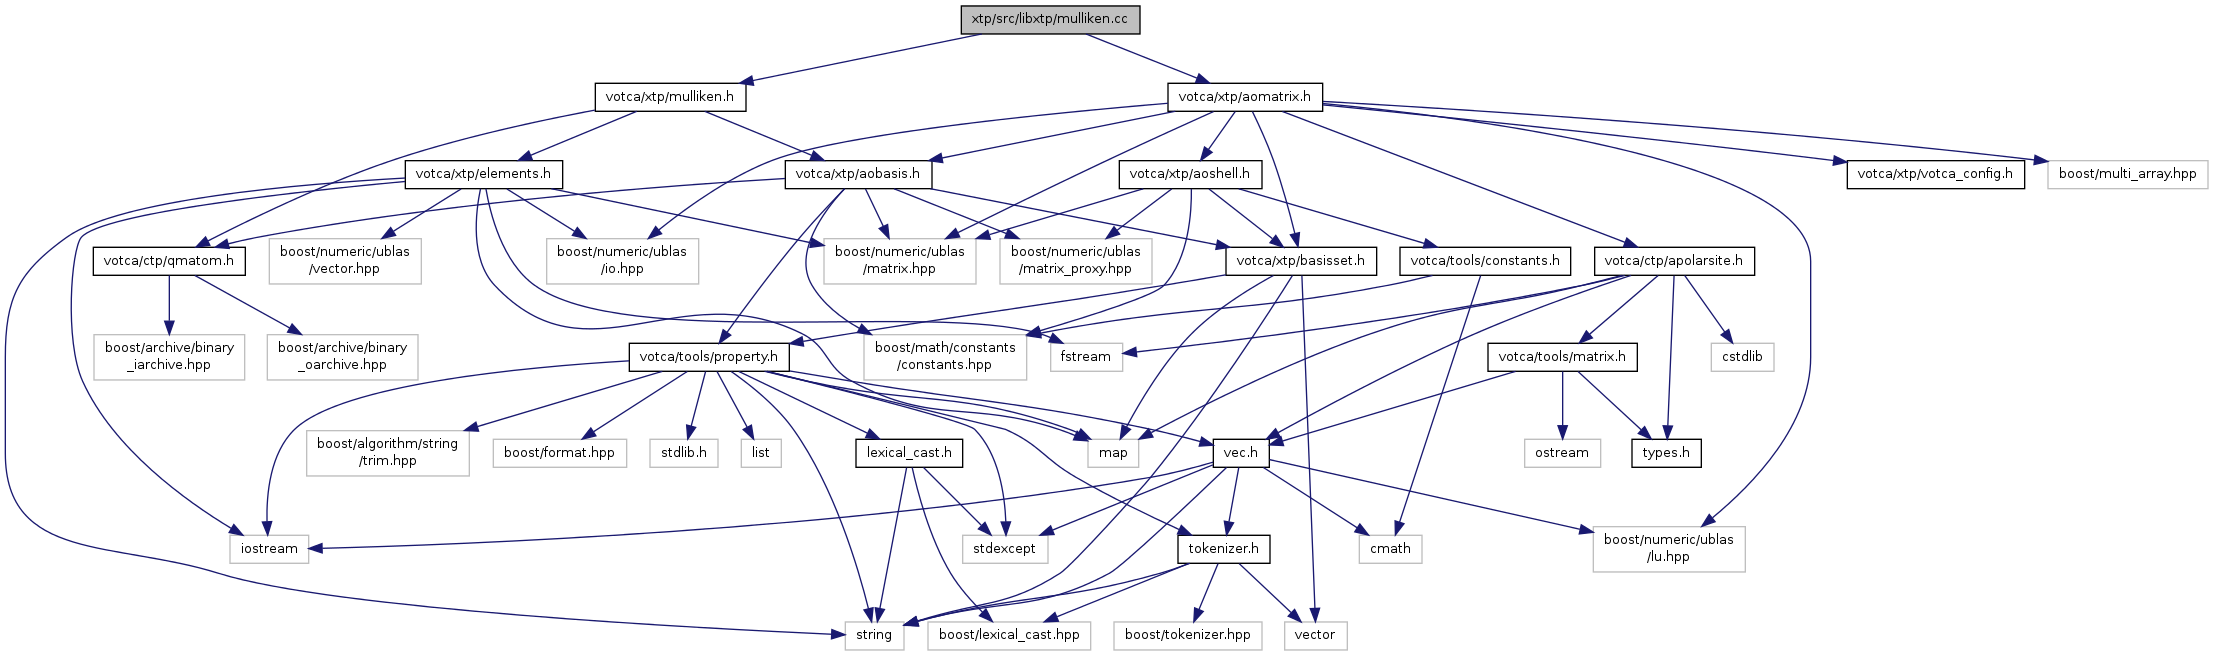 xtp/src/libxtp/mulliken.cc
votca/xtp/mulliken.h
votca/xtp/aomatrix.h
votca/xtp/elements.h
votca/xtp/aobasis.h
votca/xtp/aoshell.h
votca/xtp/votca_config.h
boost/multi_array.hpp
votca/ctp/qmatom.h
boost/numeric/ublas
/vector.hpp
boost/numeric/ublas
/io.hpp
boost/numeric/ublas
/matrix.hpp
boost/numeric/ublas
/matrix_proxy.hpp
votca/xtp/basisset.h
votca/tools/constants.h
votca/ctp/apolarsite.h
boost/archive/binary
_iarchive.hpp
boost/archive/binary
_oarchive.hpp
votca/tools/property.h
boost/math/constants
/constants.hpp
fstream
votca/tools/matrix.h
cstdlib
boost/algorithm/string
/trim.hpp
boost/format.hpp
stdlib.h
list
lexical_cast.h
map
vec.h
ostream
types.h
iostream
stdexcept
tokenizer.h
cmath
boost/numeric/ublas
/lu.hpp
string
boost/lexical_cast.hpp
boost/tokenizer.hpp
vector